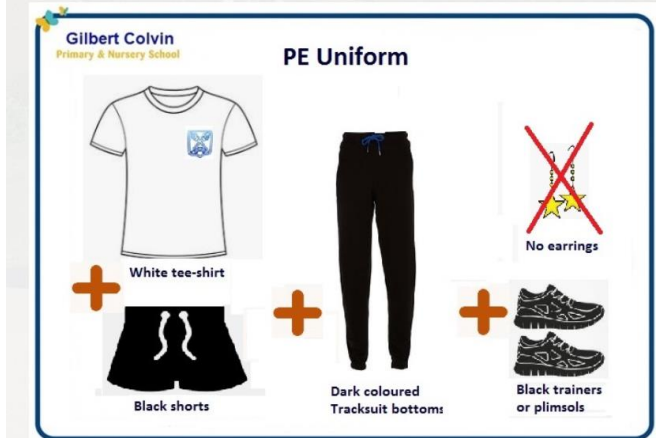 Gilbert Colvin
Primary & Nursery School
PE Uniform
White tee-shirt
Black shorts
Dark coloured
Tracksuit bottoms
No earrings
Black trainers
or plimsols